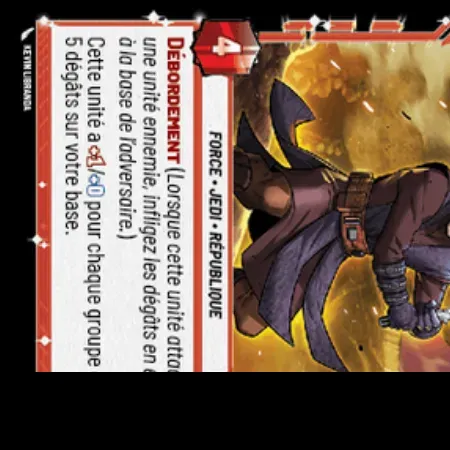 4
FORCE • JEDI • RÉPUBLIQUE
DÉBORDEMENT (Lorsque cette unité
une unité ennemie, infligez les dégâts en
à la base de l'adversaire.)
Cette unité a +1/+0 pour chaque groupe
5 dégâts sur votre base.
KEVIN LIBRANDA